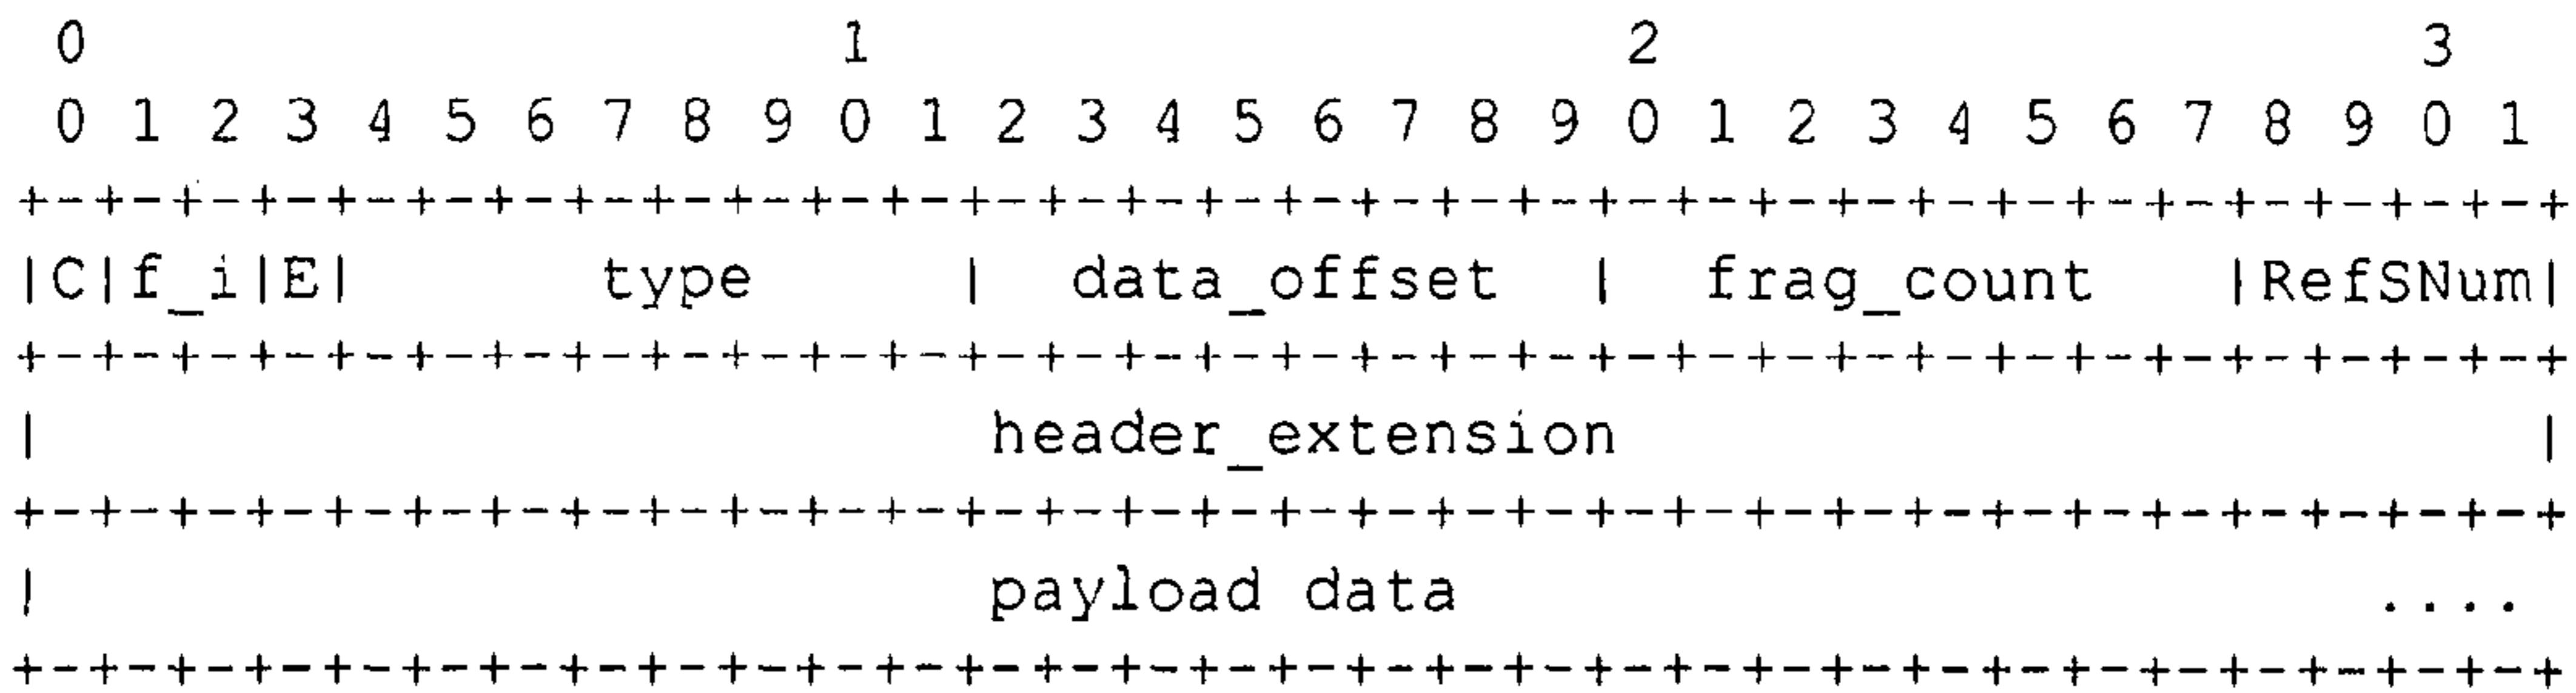 0 1 2 3
0 1 2 3 4 5 6 7 8 9 0 1 2 3 4 5 6 7 8 9 0 1 2 3 4 5 6 7 8 9 0 1
+-+-+-+-+-+-+-+-+-+-+-+-+-+-+-+-+-+-+-+-+-+-+-+-+-+-+-+-+-+-+-+-+
|C|f_i|E|      type     |  data_offset  |  frag_count   |RefSNum|
+-+-+-+-+-+-+-+-+-+-+-+-+-+-+-+-+-+-+-+-+-+-+-+-+-+-+-+-+-+-+-+-+
|                        header_extension                       |
+-+-+-+-+-+-+-+-+-+-+-+-+-+-+-+-+-+-+-+-+-+-+-+-+-+-+-+-+-+-+-+-+
|                        payload data                       ....
+-+-+-+-+-+-+-+-+-+-+-+-+-+-+-+-+-+-+-+-+-+-+-+-+-+-+-+-+-+-+-+-+